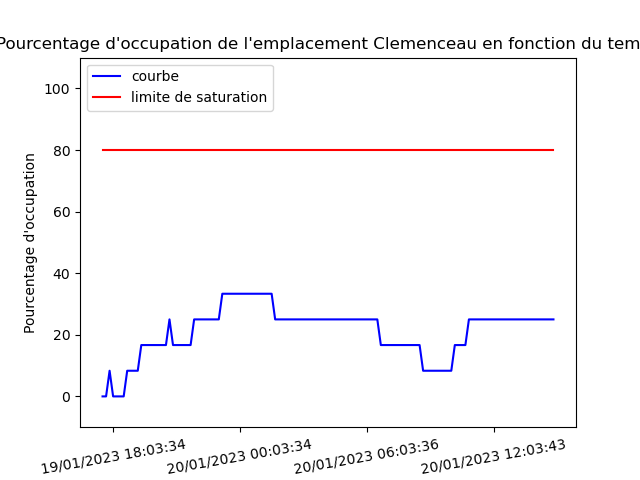 Pourcentage d'occupation de l'emplacement Clemenceau en fonction du tem
courbe
limite de saturation
100
80
60
40
20
0
Pourcentage d'occupation
19/01/2023 18:03:34
20/01/2023 00:03:34
20/01/2023 06:03:36
20/01/2023 12:03:43